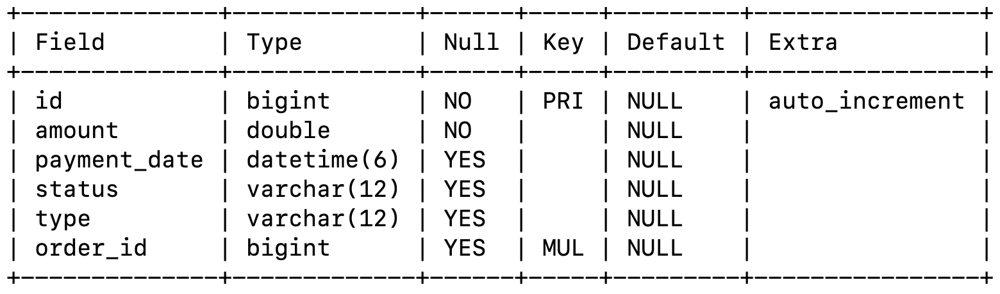 +---------------+-------------+------+-----+---------+----------------+
| Field         | Type        | Null | Key | Default | Extra          |
+---------------+-------------+------+-----+---------+----------------+
| id            | bigint      | NO   | PRI | NULL    | auto_increment |
| amount        | double      | NO   |     | NULL    |                |
| payment_date  | datetime(6) | YES  |     | NULL    |                |
| status        | varchar(12) | YES  |     | NULL    |                |
| type          | varchar(12) | YES  |     | NULL    |                |
| order_id      | bigint      | YES  | MUL | NULL    |                |
+---------------+-------------+------+-----+---------+----------------+